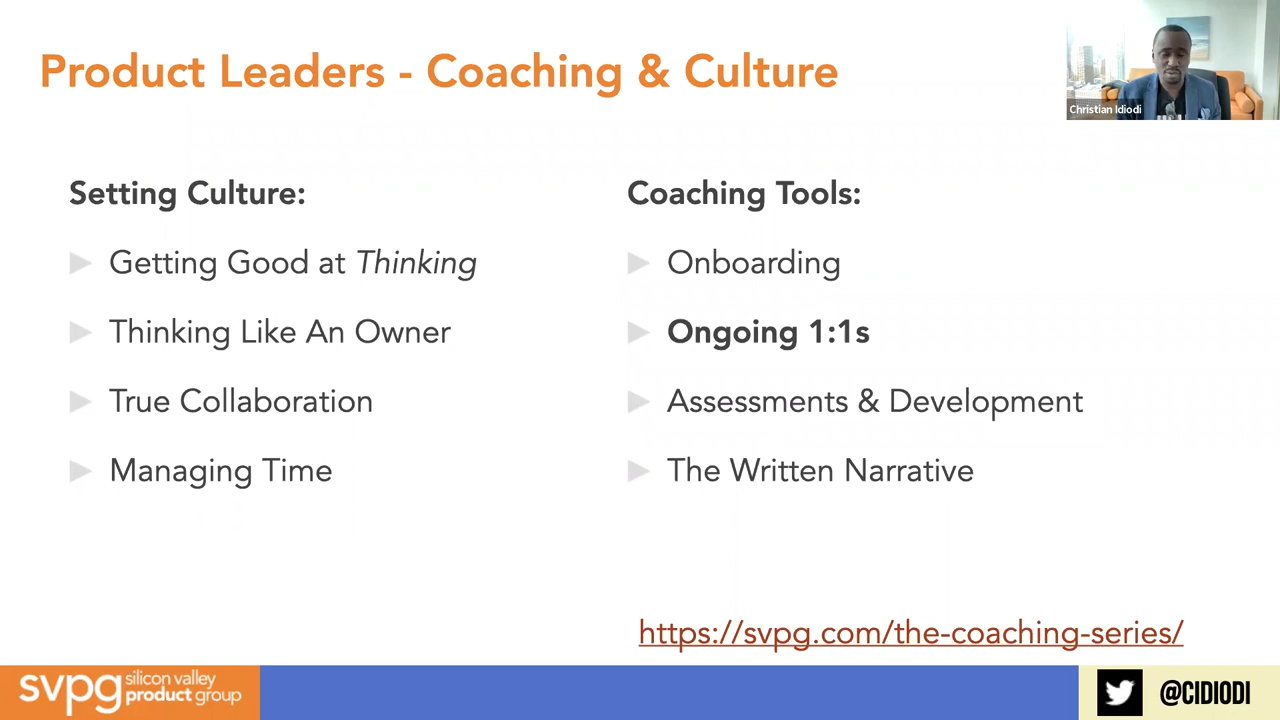 Product Leaders - Coaching & Culture
Christian Idiodi
Setting Culture:
Getting Good at Thinking
Thinking Like An Owner
True Collaboration
Managing Time
Coaching Tools:
Onboarding
Ongoing 1:1s
Assessments & Development
The Written Narrative
https://svpg.com/the-coaching-series/
svpg silicon valley
product group
@CIDIODI